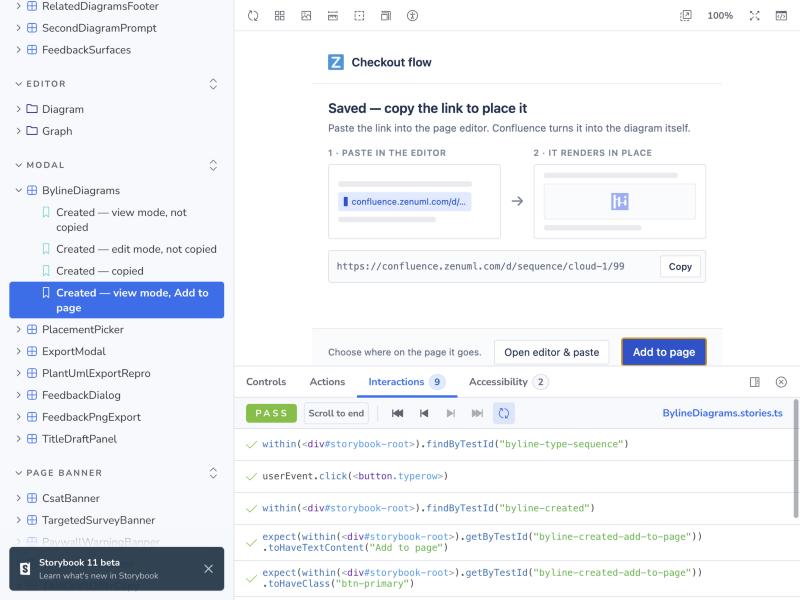 RelatedDiagramsFooter
SecondDiagramPrompt
FeedbackSurfaces
EDITOR
Diagram
Graph
MODAL
BylineDiagrams
Created — view mode, not
copied
Created — edit mode, not copied
Created — copied
Created — view mode, Add to
page
PlacementPicker
ExportModal
PlantUmlExportRepro
FeedbackDialog
FeedbackPngExport
TitleDraftPanel
PAGE BANNER
CsatBanner
TargetedSurveyBanner
PaywallWarningBanner
Storybook 11 beta
Learn what's new in Storybook
100%
Z Checkout flow
Saved — copy the link to place it
Paste the link into the page editor. Confluence turns it into the diagram itself.
1 · PASTE IN THE EDITOR
2 · IT RENDERS IN PLACE
confluence.zenuml.com/d/...
https://confluence.zenuml.com/d/sequence/cloud-1/99
Copy
Choose where on the page it goes.
Open editor & paste
Add to page
Controls
Actions
Interactions 9
Accessibility 2
PASS
Scroll to end
BylineDiagrams.stories.ts
within(<div#storybook-root>).findByTestId("byline-type-sequence")
userEvent.click(<button.typerow>)
within(<div#storybook-root>).findByTestId("byline-created")
expect(within(<div#storybook-root>).getByTestId("byline-created-add-to-page"))
.toHaveTextContent("Add to page")
expect(within(<div#storybook-root>).getByTestId("byline-created-add-to-page"))
.toHaveClass("btn-primary")